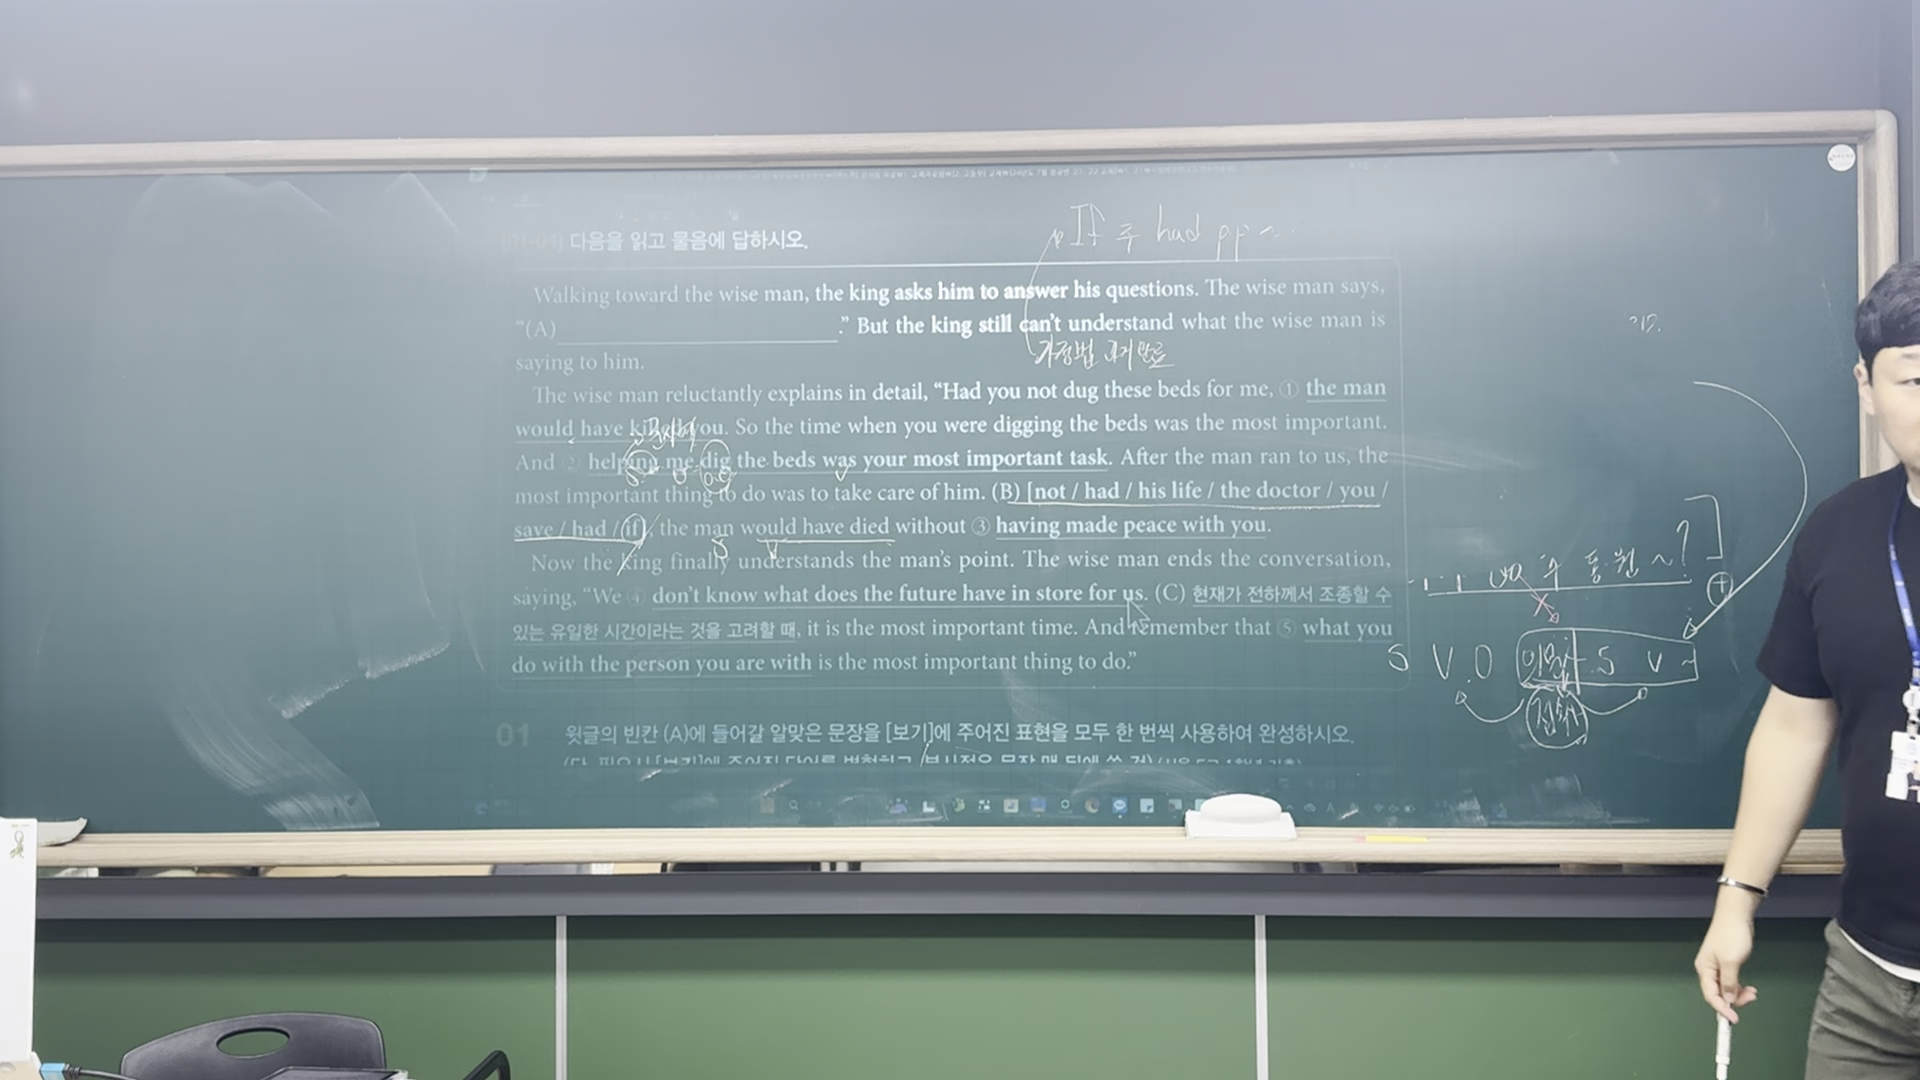 다음을 읽고 물음에 답하시오.
If 주 had pp ~
Walking toward the wise man, the king asks him to answer his questions. The wise man says,
"(A) ." But the king still can't understand what the wise man is
saying to him.
가정법 과거완료
The wise man reluctantly explains in detail, "Had you not dug these beds for me, ① the man
would have killed you. So the time when you were digging the beds was the most important.
And ② helping me dig the beds was your most important task. After the man ran to us, the
most important thing to do was to take care of him. (B) [not / had / his life / the doctor / you /
save / had / if], the man would have died without ③ having made peace with you.
S V
Now the king finally understands the man's point. The wise man ends the conversation,
saying, "We ④ don't know what does the future have in store for us. (C) 현재가 전하께서 조종할 수
있는 유일한 시간이라는 것을 고려할 때, it is the most important time. And remember that ⑤ what you
do with the person you are with is the most important thing to do."
S V O S V ~
접속사
01 윗글의 빈칸 (A)에 들어갈 알맞은 문장을 [보기]에 주어진 표현을 모두 한 번씩 사용하여 완성하시오.